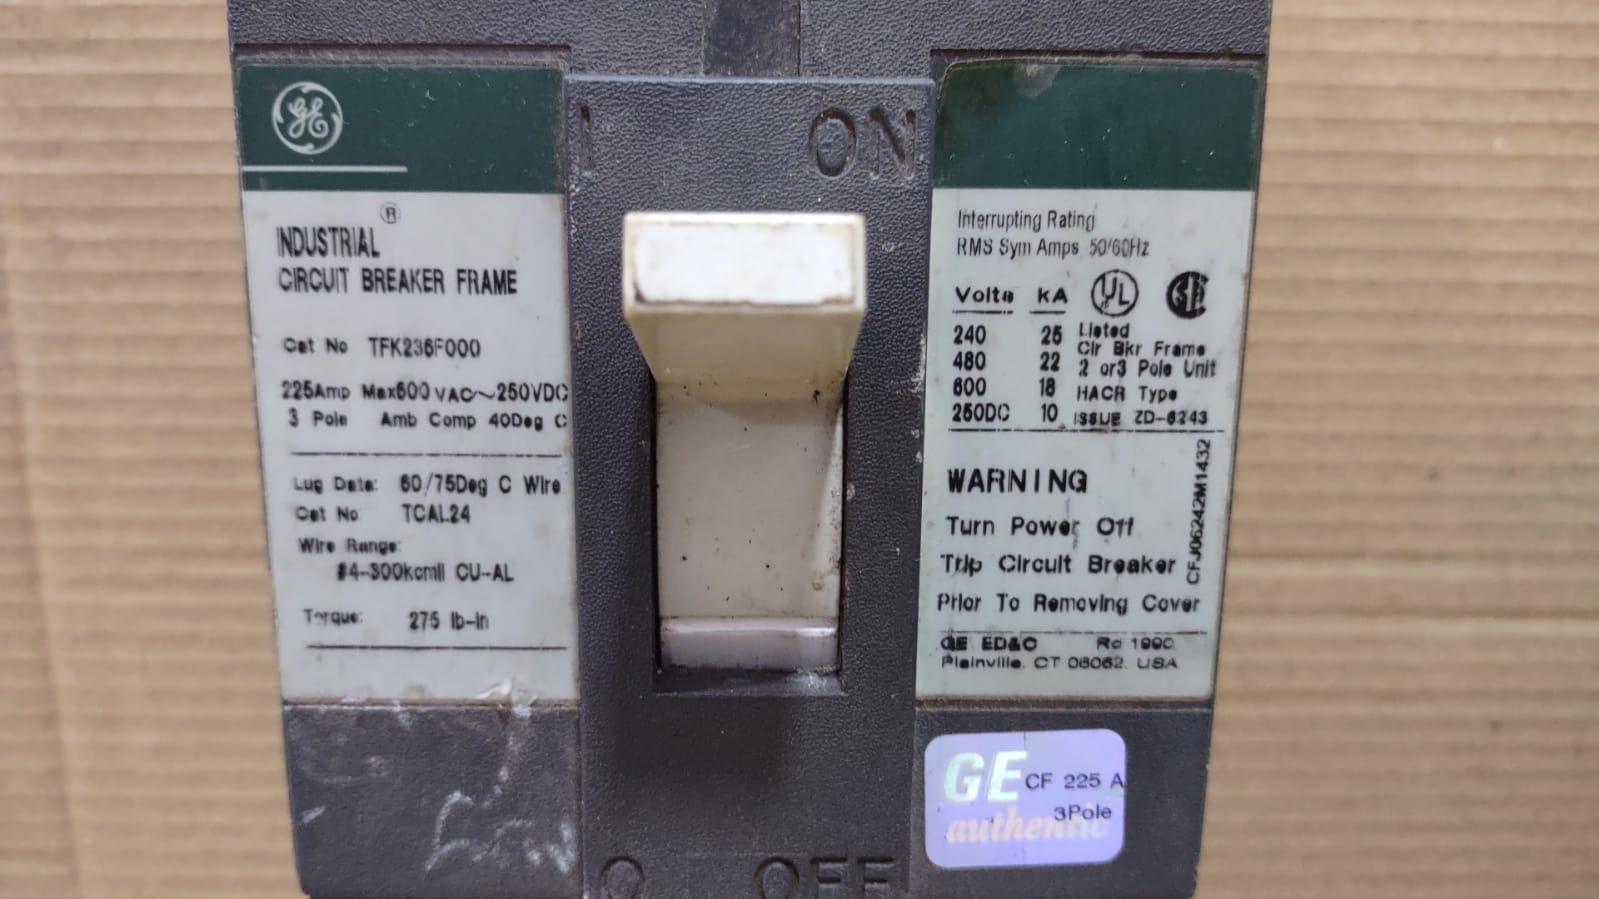 GE
INDUSTRIAL®
CIRCUIT BREAKER FRAME
Cat No TFK236F000
225Amp Max600 VAC~250VDC
3 Pole Amb Comp 40Deg C
Lug Data: 60/75Deg C Wire
Cat No TCAL24
Wire Range:
#4-300kcmil CU-AL
Torque: 275 lb-in
I ON
O OFF
Interrupting Rating
RMS Sym Amps 50/60Hz
Volts kA UL
240 25 Listed
480 22 Cir Bkr Frame
600 18 2 or3 Pole Unit
250DC 10 HACR Type
ISSUE ZD-6243
WARNING
Turn Power Off
Trip Circuit Breaker
Prior To Removing Cover
CFJ06242M1432
GE ED&C Rd 1990
Plainville, CT 06062. USA
GE CF 225 A
3Pole
authentic